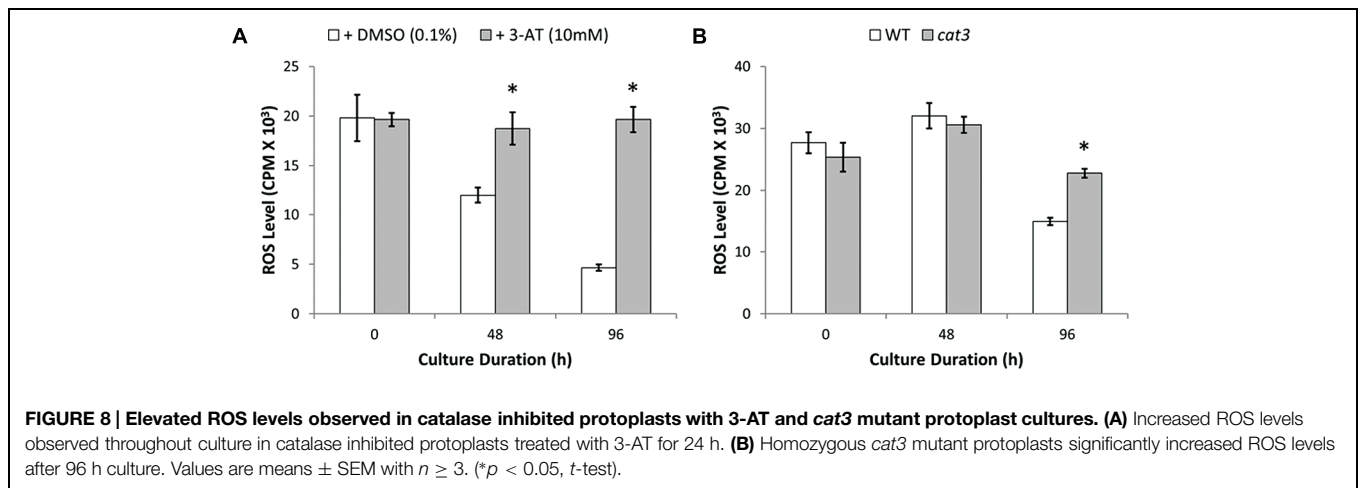 A
□ + DMSO (0.1%) ■ + 3-AT (10mM)
ROS Level (CPM X 10³)
25
20
15
10
5
0
*
*
0 48 96
Culture Duration (h)
B
□ WT ■ cat3
ROS Level (CPM X 10³)
40
30
20
10
0
*
0 48 96
Culture Duration (h)
FIGURE 8 | Elevated ROS levels observed in catalase inhibited protoplasts with 3-AT and cat3 mutant protoplast cultures. (A) Increased ROS levels
observed throughout culture in catalase inhibited protoplasts treated with 3-AT for 24 h. (B) Homozygous cat3 mutant protoplasts significantly increased ROS levels
after 96 h culture. Values are means ± SEM with n ≥ 3. (*p < 0.05, t-test).